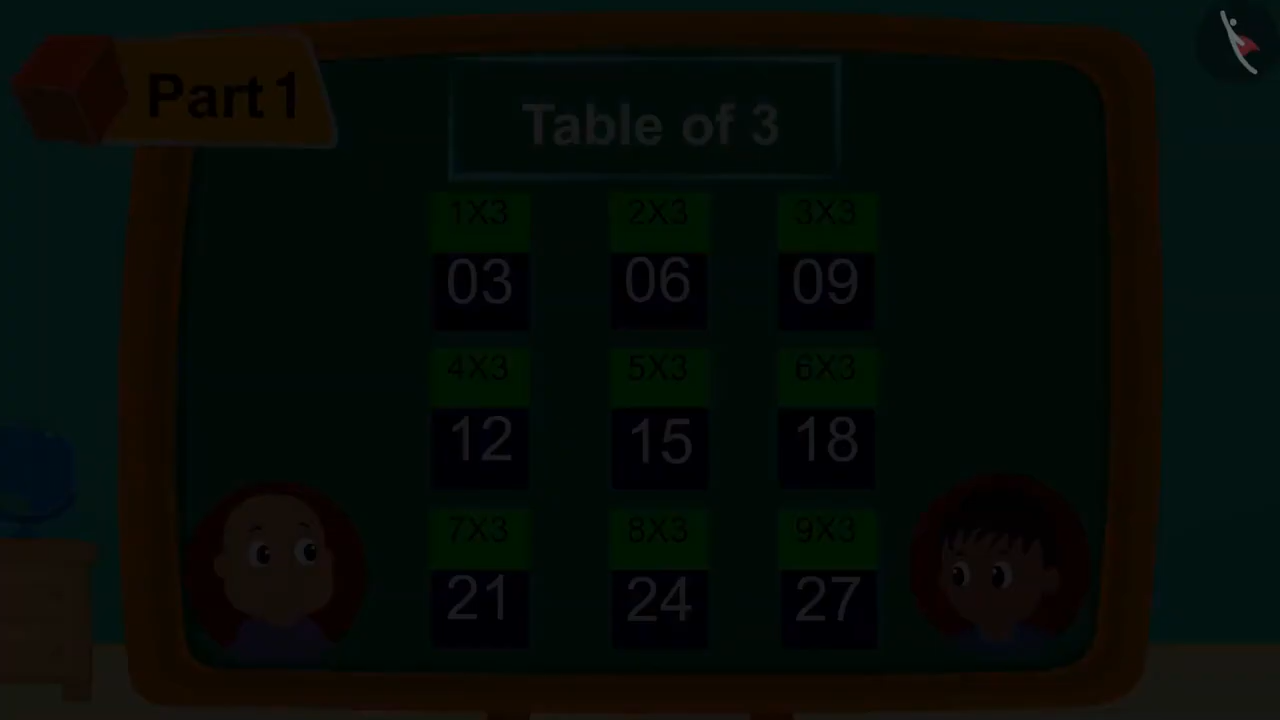 Part 1
Table of 3
1X3 2X3 3X3
03 06 09
4X3 5X3 6X3
12 15 18
7X3 8X3 9X3
21 24 27